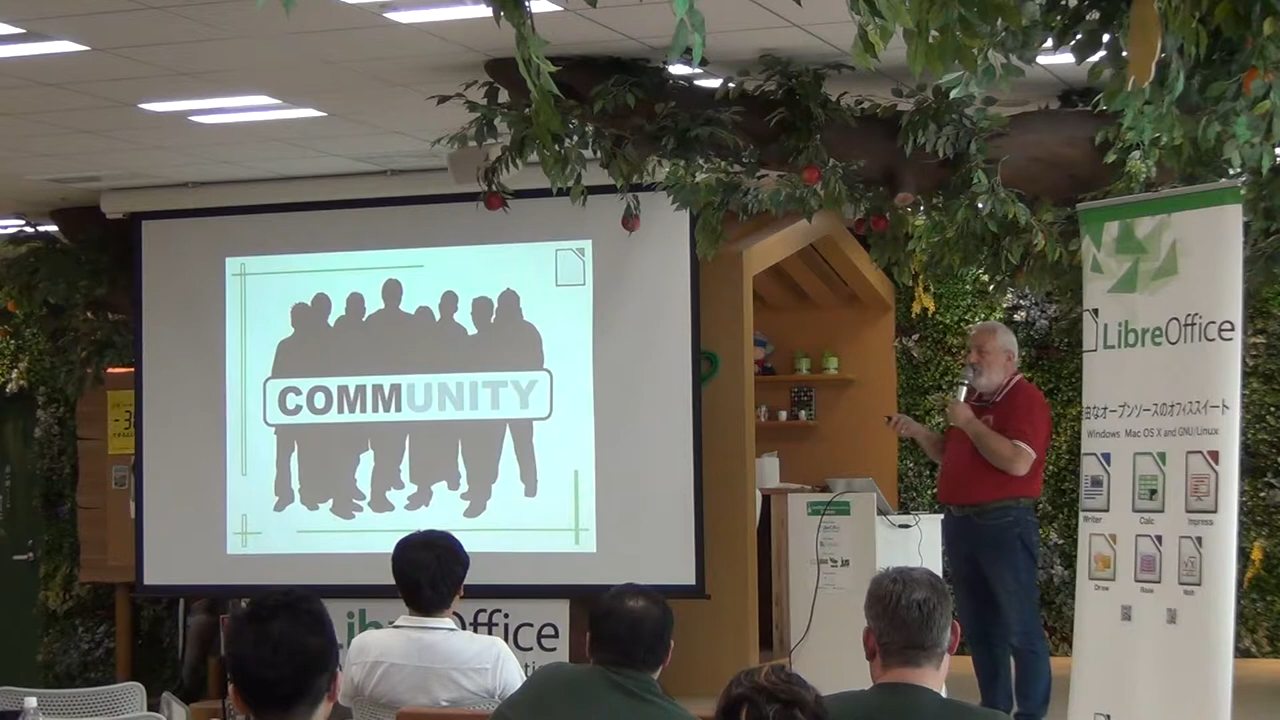 COMMUNITY
LibreOffice
由なオープンソースのオフィススイート
Windows, Mac OS X and GNU/Linux
Writer
Calc
Impress
Draw
Base
Math
LibreOffice